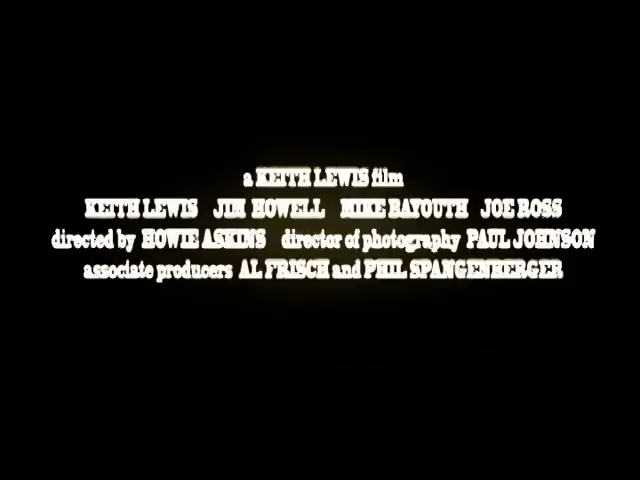 a KEITH LEWIS film
KEITH LEWIS JIM HOWELL MIKE BAYOUTH JOE ROSS
directed by HOWIE ASKINS director of photography PAUL JOHNSON
associate producers AL FRISCH and PHIL SPANGENBERGER